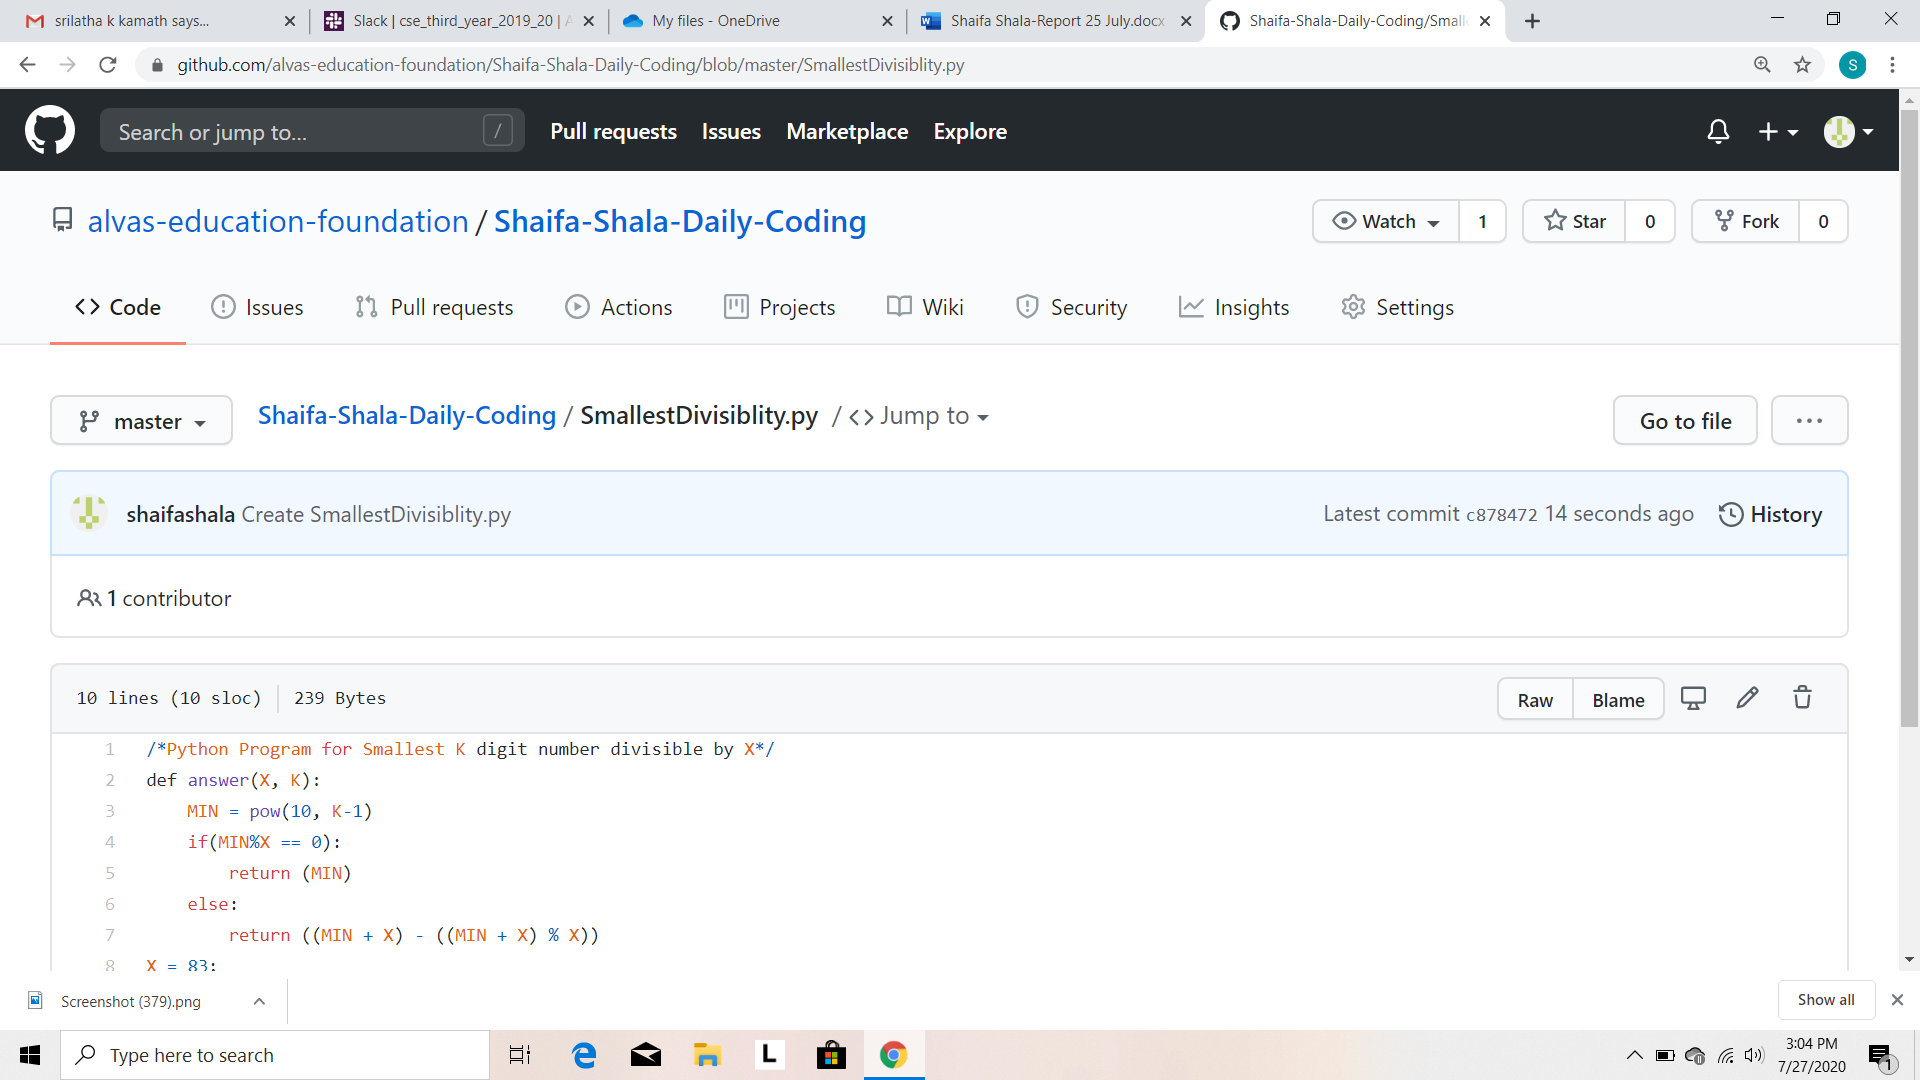 srilatha k kamath says...
Slack | cse_third_year_2019_20 |
My files - OneDrive
Shaifa Shala-Report 25 July.docx
Shaifa-Shala-Daily-Coding/Small
github.com/alvas-education-foundation/Shaifa-Shala-Daily-Coding/blob/master/SmallestDivisiblity.py
S
Search or jump to... /
Pull requests Issues Marketplace Explore
alvas-education-foundation / Shaifa-Shala-Daily-Coding
Watch 1 Star 0 Fork 0
Code Issues Pull requests Actions Projects Wiki Security Insights Settings
master Shaifa-Shala-Daily-Coding / SmallestDivisiblity.py / <> Jump to
Go to file ...
shaifashala Create SmallestDivisiblity.py
Latest commit c878472 14 seconds ago History
1 contributor
10 lines (10 sloc) 239 Bytes
Raw Blame
1 /*Python Program for Smallest K digit number divisible by X*/
2 def answer(X, K):
3 MIN = pow(10, K-1)
4 if(MIN%X == 0):
5 return (MIN)
6 else:
7 return ((MIN + X) - ((MIN + X) % X))
8 X = 83;
Screenshot (379).png
Show all
Type here to search
L
3:04 PM
7/27/2020
1